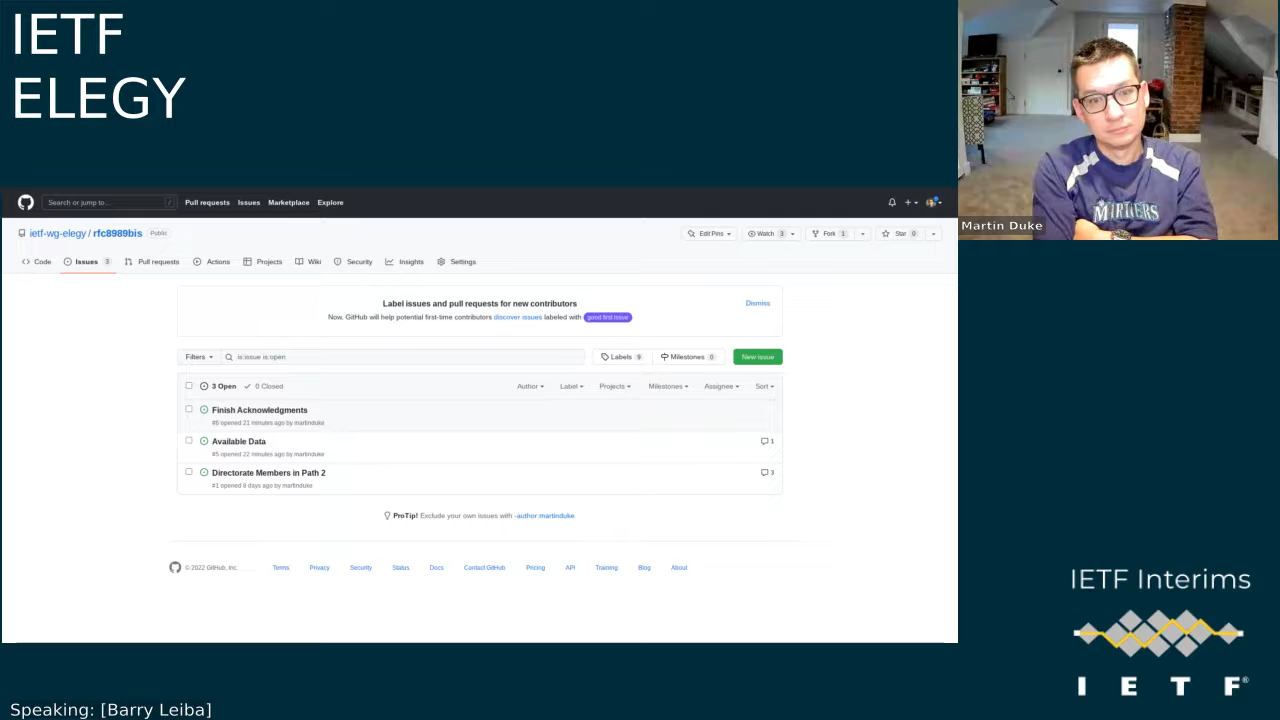 IETF
ELEGY
Search or jump to...
/
Pull requests
Issues
Marketplace
Explore
ietf-wg-elegy / rfc8989bis
Public
Edit Pins
Watch 3
Fork 1
Star 0
Code
Issues 3
Pull requests
Actions
Projects
Wiki
Security
Insights
Settings
Label issues and pull requests for new contributors
Dismiss
Now, GitHub will help potential first-time contributors discover issues labeled with good first issue
Filters
is:issue is:open
Labels 9
Milestones 0
New issue
3 Open
0 Closed
Author
Label
Projects
Milestones
Assignee
Sort
Finish Acknowledgments
#6 opened 21 minutes ago by martinduke
Available Data
1
#5 opened 22 minutes ago by martinduke
Directorate Members in Path 2
3
#1 opened 8 days ago by martinduke
ProTip! Exclude your own issues with -author:martinduke.
© 2022 GitHub, Inc.
Terms
Privacy
Security
Status
Docs
Contact GitHub
Pricing
API
Training
Blog
About
MARINERS
Martin Duke
IETF Interims
I E T F®
Speaking: [Barry Leiba]